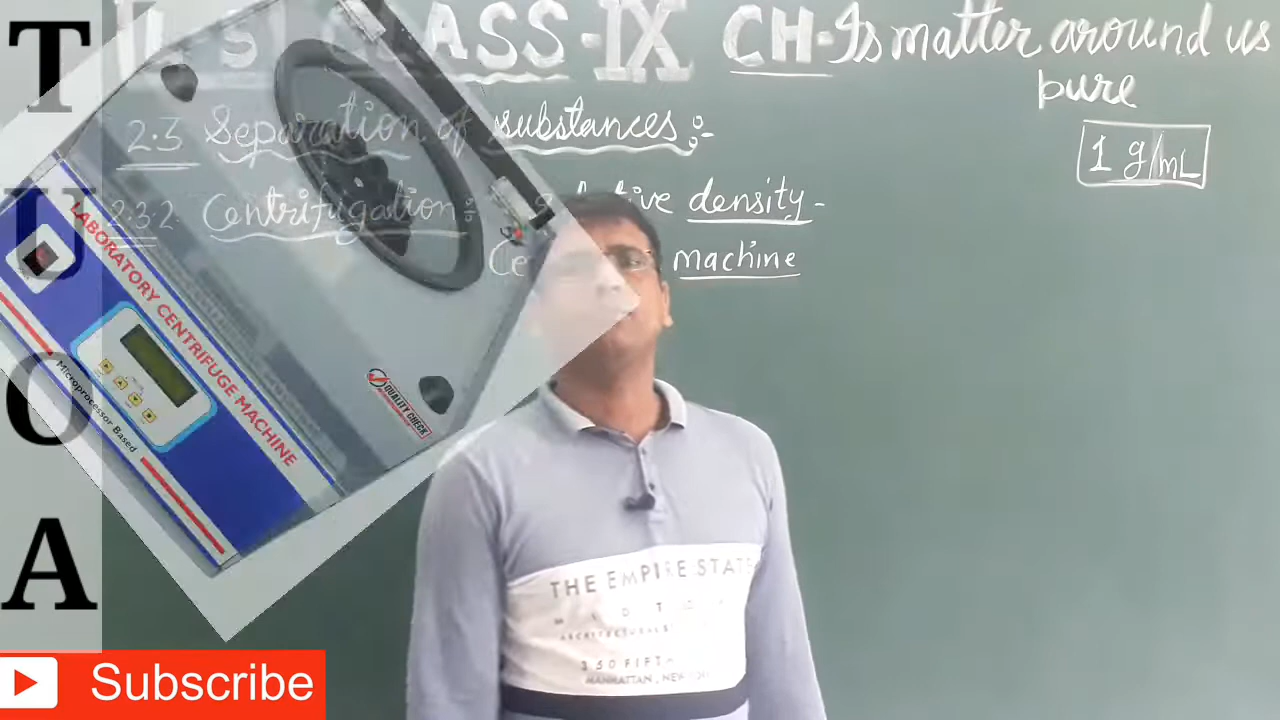 CLASS-IX CH-Is matter around us
pure
2.3 Separation of substances :-
1 g/mL
2.3.2 Centrifugation :- density -
machine
T
U
O
A
LABORATORY CENTRIFUGE MACHINE
Microprocessor Based
QUALITY CHECK
THE EMPIRE STATE
350 FIFTH
MANHATTAN, NEW YORK
Subscribe